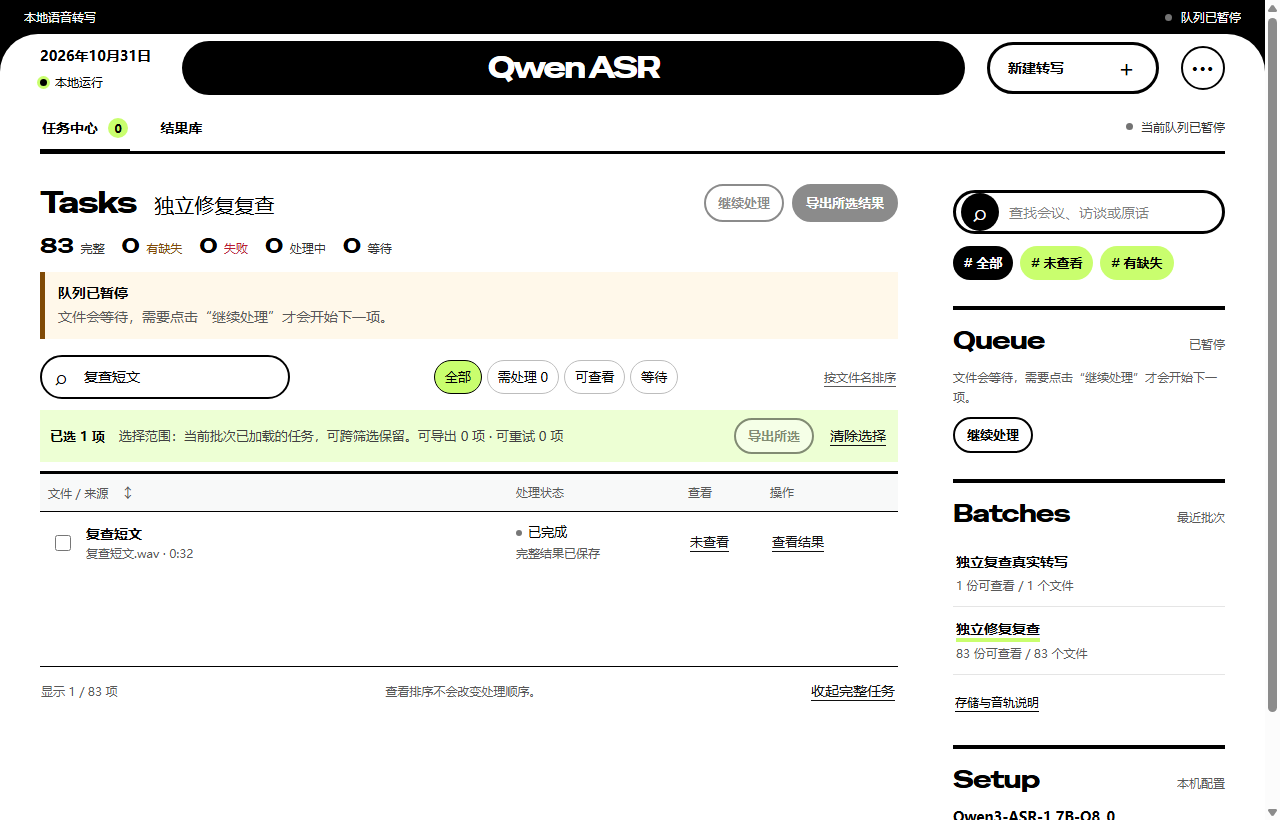 本地语音转写
队列已暂停
2026年10月31日
本地运行
Qwen ASR
新建转写 +
任务中心 0
结果库
当前队列已暂停
Tasks 独立修复复查
继续处理
导出所选结果
83 完整 0 有缺失 0 失败 0 处理中 0 等待
队列已暂停
文件会等待，需要点击“继续处理”才会开始下一项。
复查短文
全部
需处理 0
可查看
等待
按文件名排序
已选 1 项 选择范围：当前批次已加载的任务，可跨筛选保留。可导出 0 项 · 可重试 0 项
导出所选
清除选择
文件 / 来源 ↕ 处理状态 查看 操作
复查短文
复查短文.wav · 0:32
已完成
完整结果已保存
未查看
查看结果
显示 1 / 83 项
查看排序不会改变处理顺序。
收起完整任务
查找会议、访谈或原话
# 全部
# 未查看
# 有缺失
Queue 已暂停
文件会等待，需要点击“继续处理”才会开始下一
项。
继续处理
Batches 最近批次
独立复查真实转写
1 份可查看 / 1 个文件
独立修复复查
83 份可查看 / 83 个文件
存储与音轨说明
Setup 本机配置
Qwen3-ASR-1.7B-Q8_0